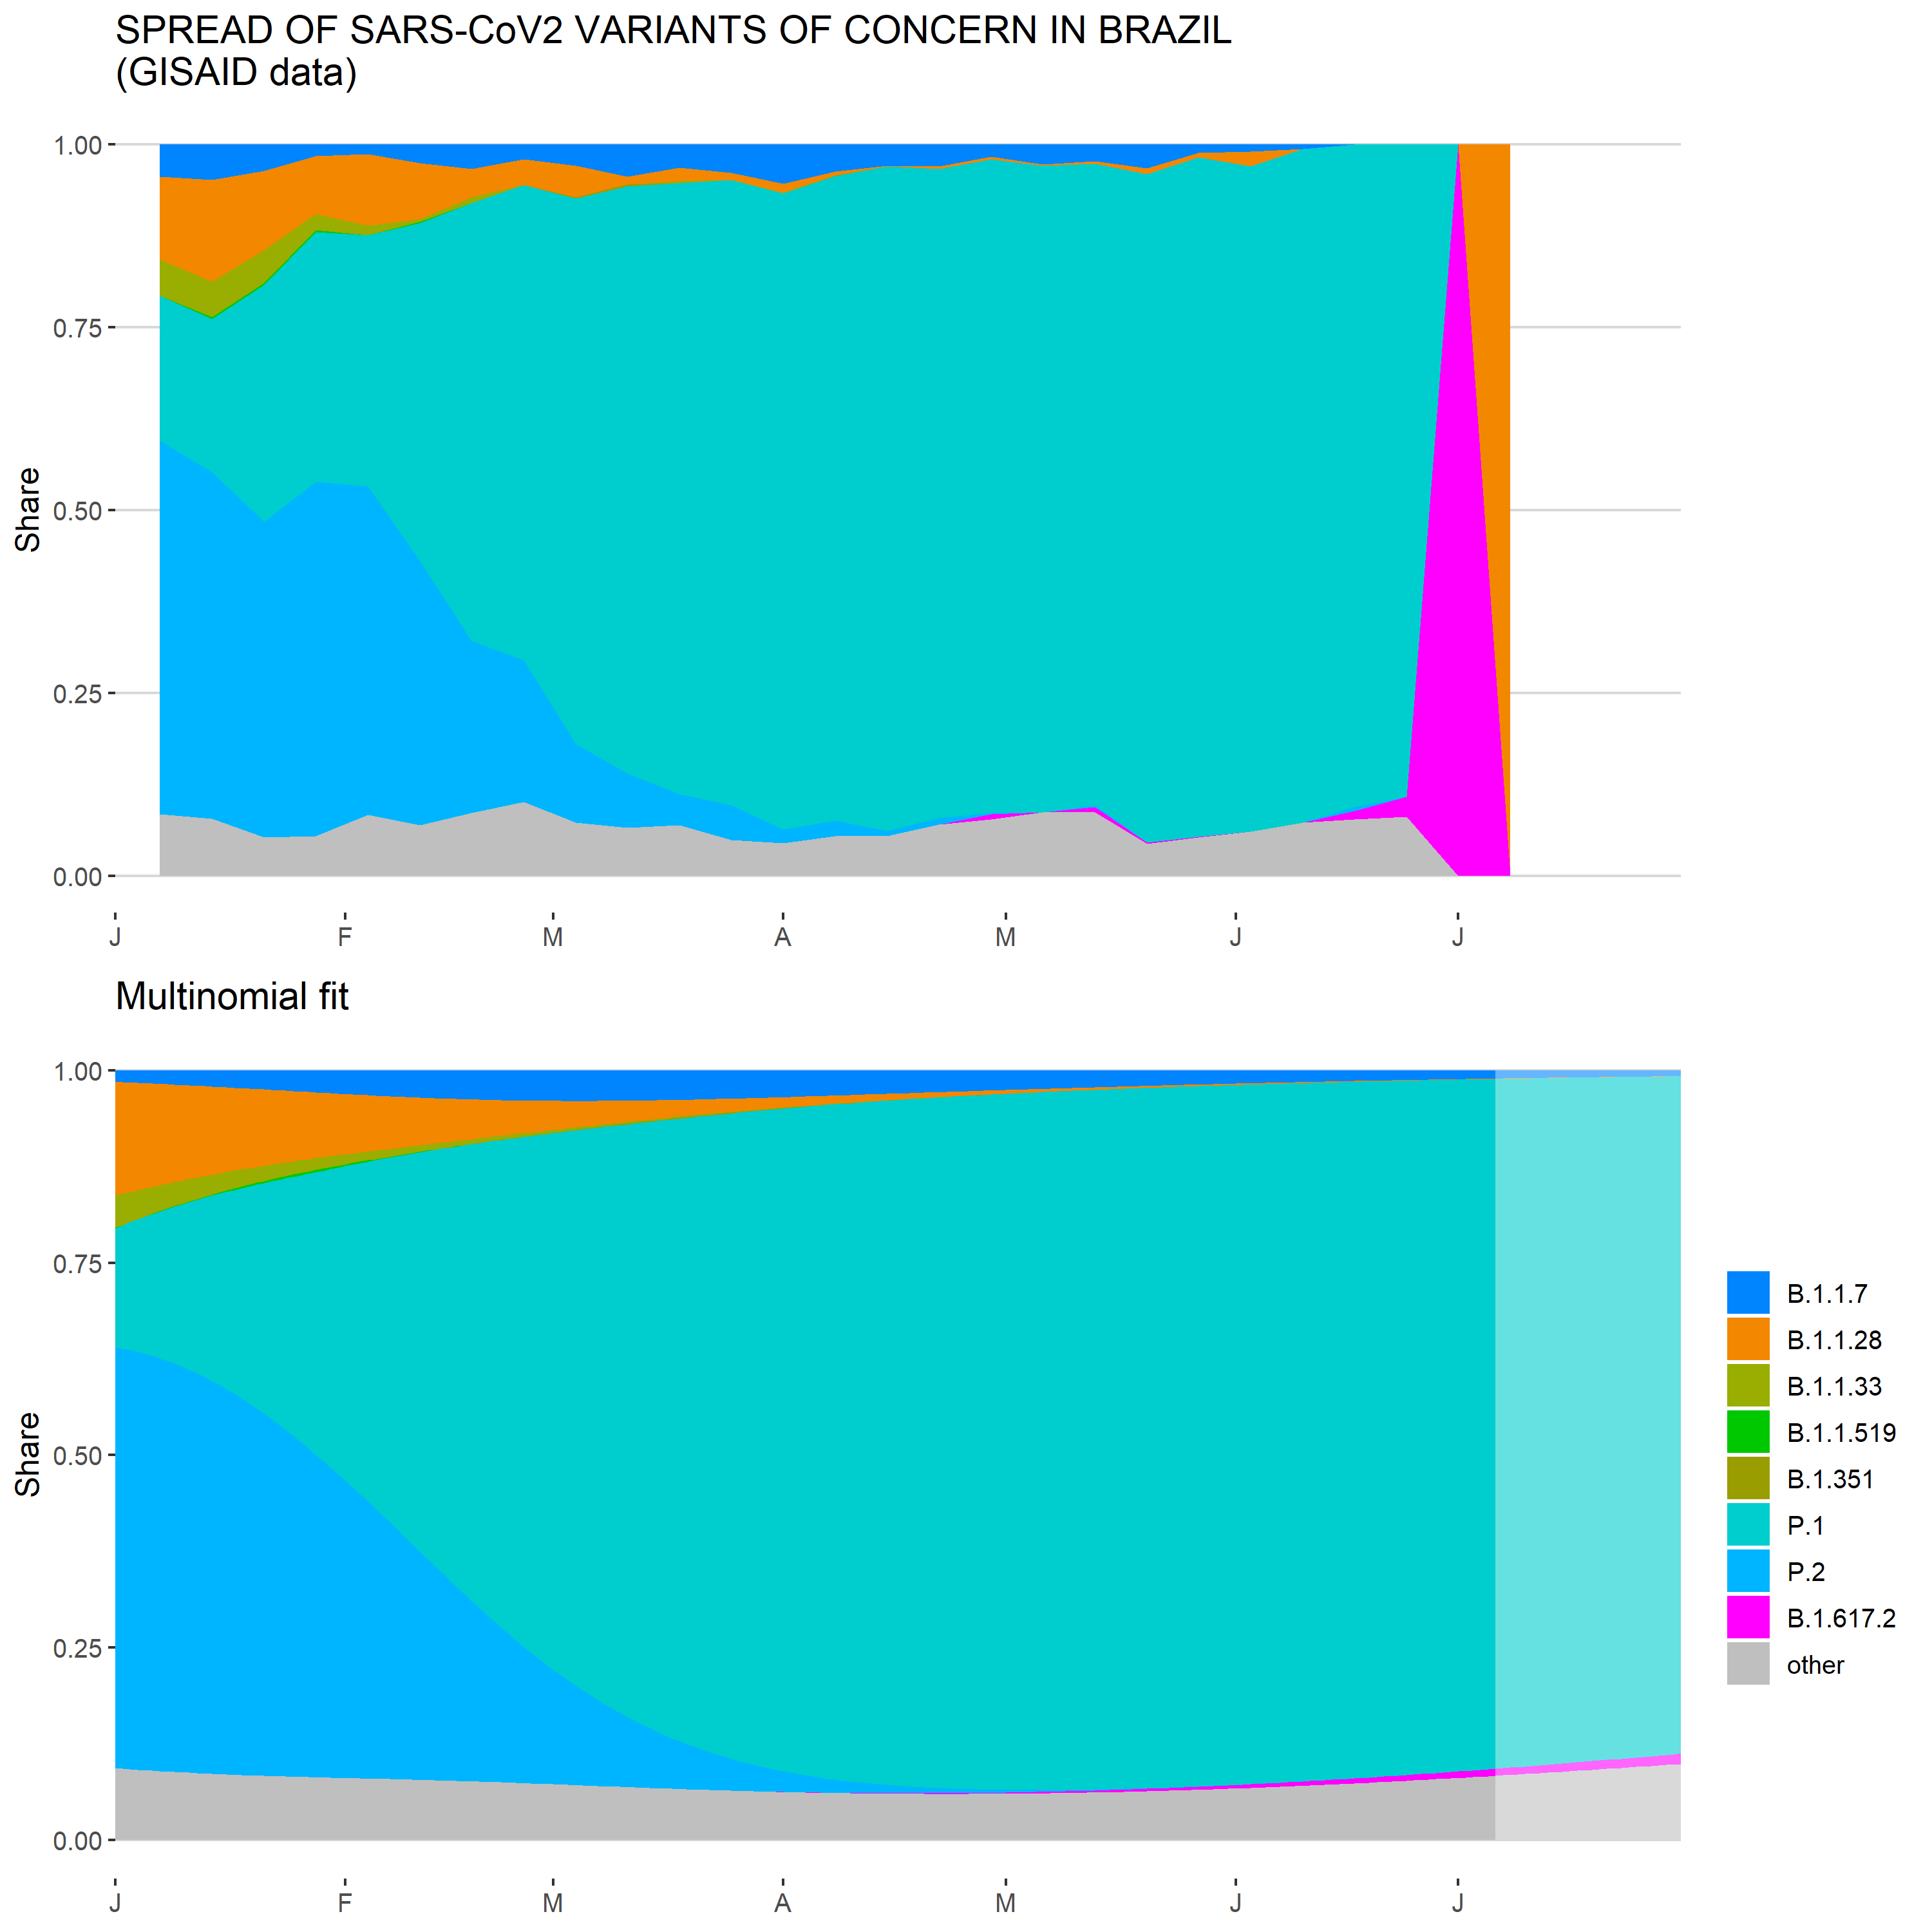 SPREAD OF SARS-CoV2 VARIANTS OF CONCERN IN BRAZIL
(GISAID data)
1.00
0.75
0.50
0.25
0.00
Share
J F M A M J J
Multinomial fit
1.00
0.75
0.50
0.25
0.00
Share
J F M A M J J
B.1.1.7
B.1.1.28
B.1.1.33
B.1.1.519
B.1.351
P.1
P.2
B.1.617.2
other